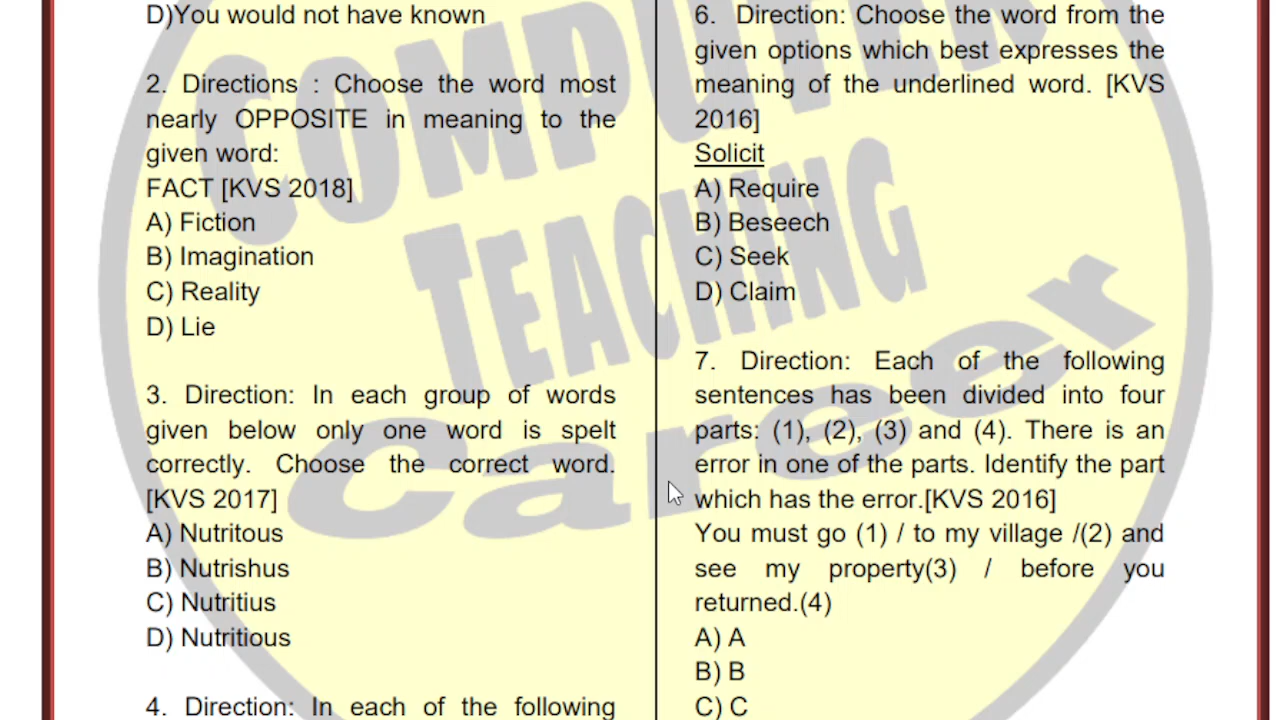 D)You would not have known
2. Directions : Choose the word most
nearly OPPOSITE in meaning to the
given word:
FACT [KVS 2018]
A) Fiction
B) Imagination
C) Reality
D) Lie
3. Direction: In each group of words
given below only one word is spelt
correctly. Choose the correct word.
[KVS 2017]
A) Nutritous
B) Nutrishus
C) Nutritius
D) Nutritious
4. Direction: In each of the following
6. Direction: Choose the word from the
given options which best expresses the
meaning of the underlined word. [KVS
2016]
Solicit
A) Require
B) Beseech
C) Seek
D) Claim
7. Direction: Each of the following
sentences has been divided into four
parts: (1), (2), (3) and (4). There is an
error in one of the parts. Identify the part
which has the error.[KVS 2016]
You must go (1) / to my village /(2) and
see my property(3) / before you
returned.(4)
A) A
B) B
C) C
COMPUTER
TEACHING
Career